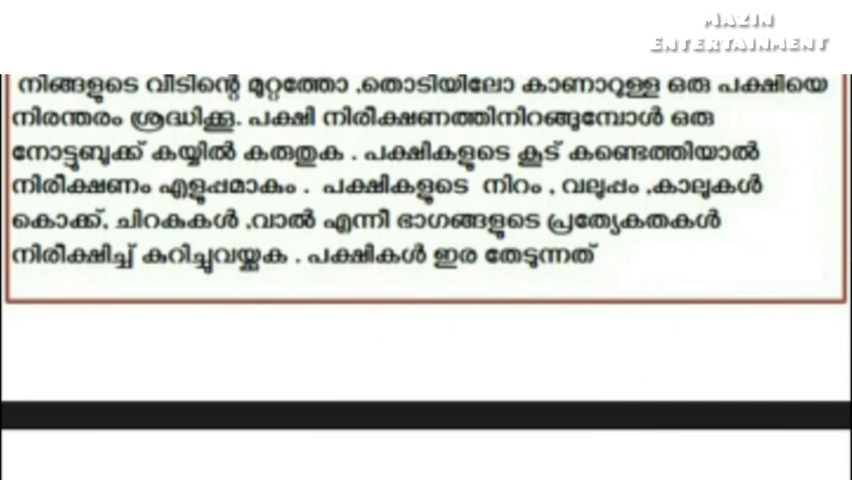 MAZIN
ENTERTAINMENT
നിങ്ങളുടെ വീടിന്റെ മുറ്റത്തോ ,തൊടിയിലോ കാണാറുള്ള ഒരു പക്ഷിയെ
നിരന്തരം ശ്രദ്ധിക്കൂ. പക്ഷി നിരീക്ഷണത്തിനിറങ്ങുമ്പോൾ ഒരു
നോട്ടുബുക്ക് കയ്യിൽ കരുതുക . പക്ഷികളുടെ കൂട് കണ്ടെത്തിയാൽ
നിരീക്ഷണം എളുപ്പമാകും . പക്ഷികളുടെ നിറം , വലുപ്പം ,കാലുകൾ
കൊക്ക്, ചിറകുകൾ ,വാൽ എന്നീ ഭാഗങ്ങളുടെ പ്രത്യേകതകൾ
നിരീക്ഷിച്ച് കുറിച്ചുവയ്ക്കുക . പക്ഷികൾ ഇര തേടുന്നത്